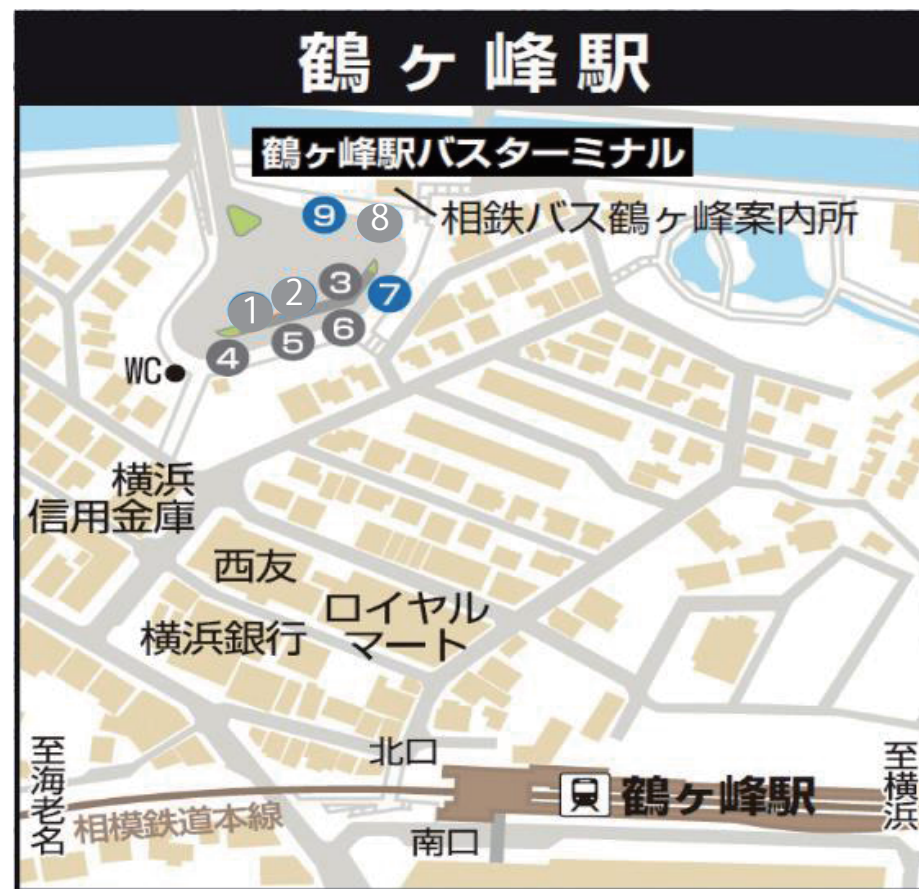 鶴ヶ峰駅
鶴ヶ峰駅バスターミナル
相鉄バス鶴ヶ峰案内所
9
8
3
7
2
1
6
5
4
WC
横浜
信用金庫
西友
ロイヤル
マート
横浜銀行
北口
至海老名
相模鉄道本線
鶴ヶ峰駅
至横浜
南口